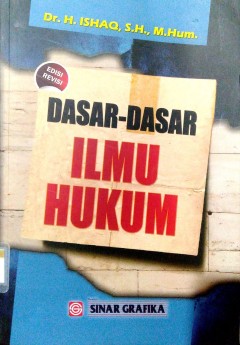 Dr. H. ISHAQ, S.H., M.Hum.
EDISI
REVISI
DASAR-DASAR
ILMU
HUKUM
SINAR GRAFIKA